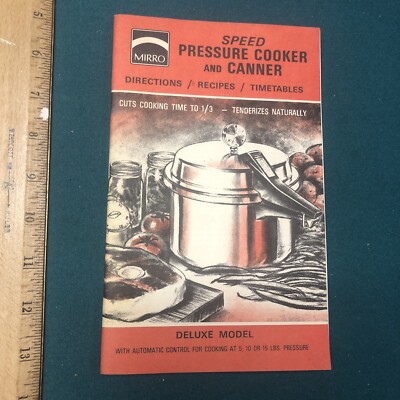 MIRRO
SPEED
PRESSURE COOKER
AND CANNER
DIRECTIONS / RECIPES / TIMETABLES
CUTS COOKING TIME TO 1/3 — TENDERIZES NATURALLY
DELUXE MODEL
WITH AUTOMATIC CONTROL FOR COOKING AT 5, 10 OR 15 LBS. PRESSURE
5
6
7
8
9
10
11
12
13